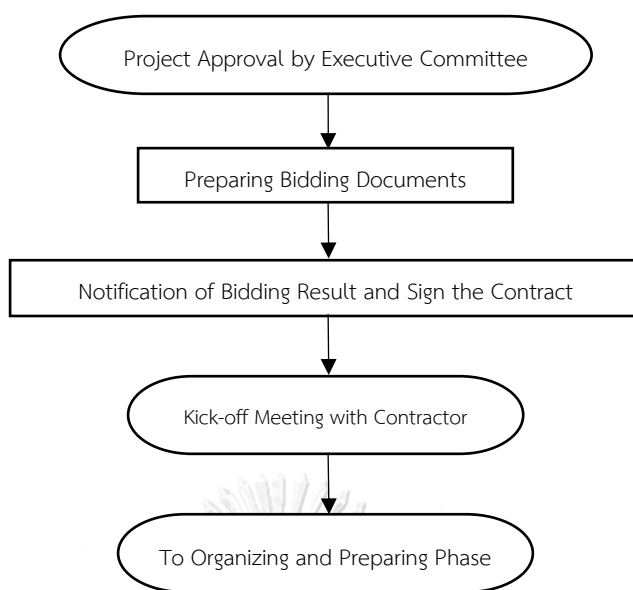 Project Approval by Executive Committee
Preparing Bidding Documents
Notification of Bidding Result and Sign the Contract
Kick-off Meeting with Contractor
To Organizing and Preparing Phase